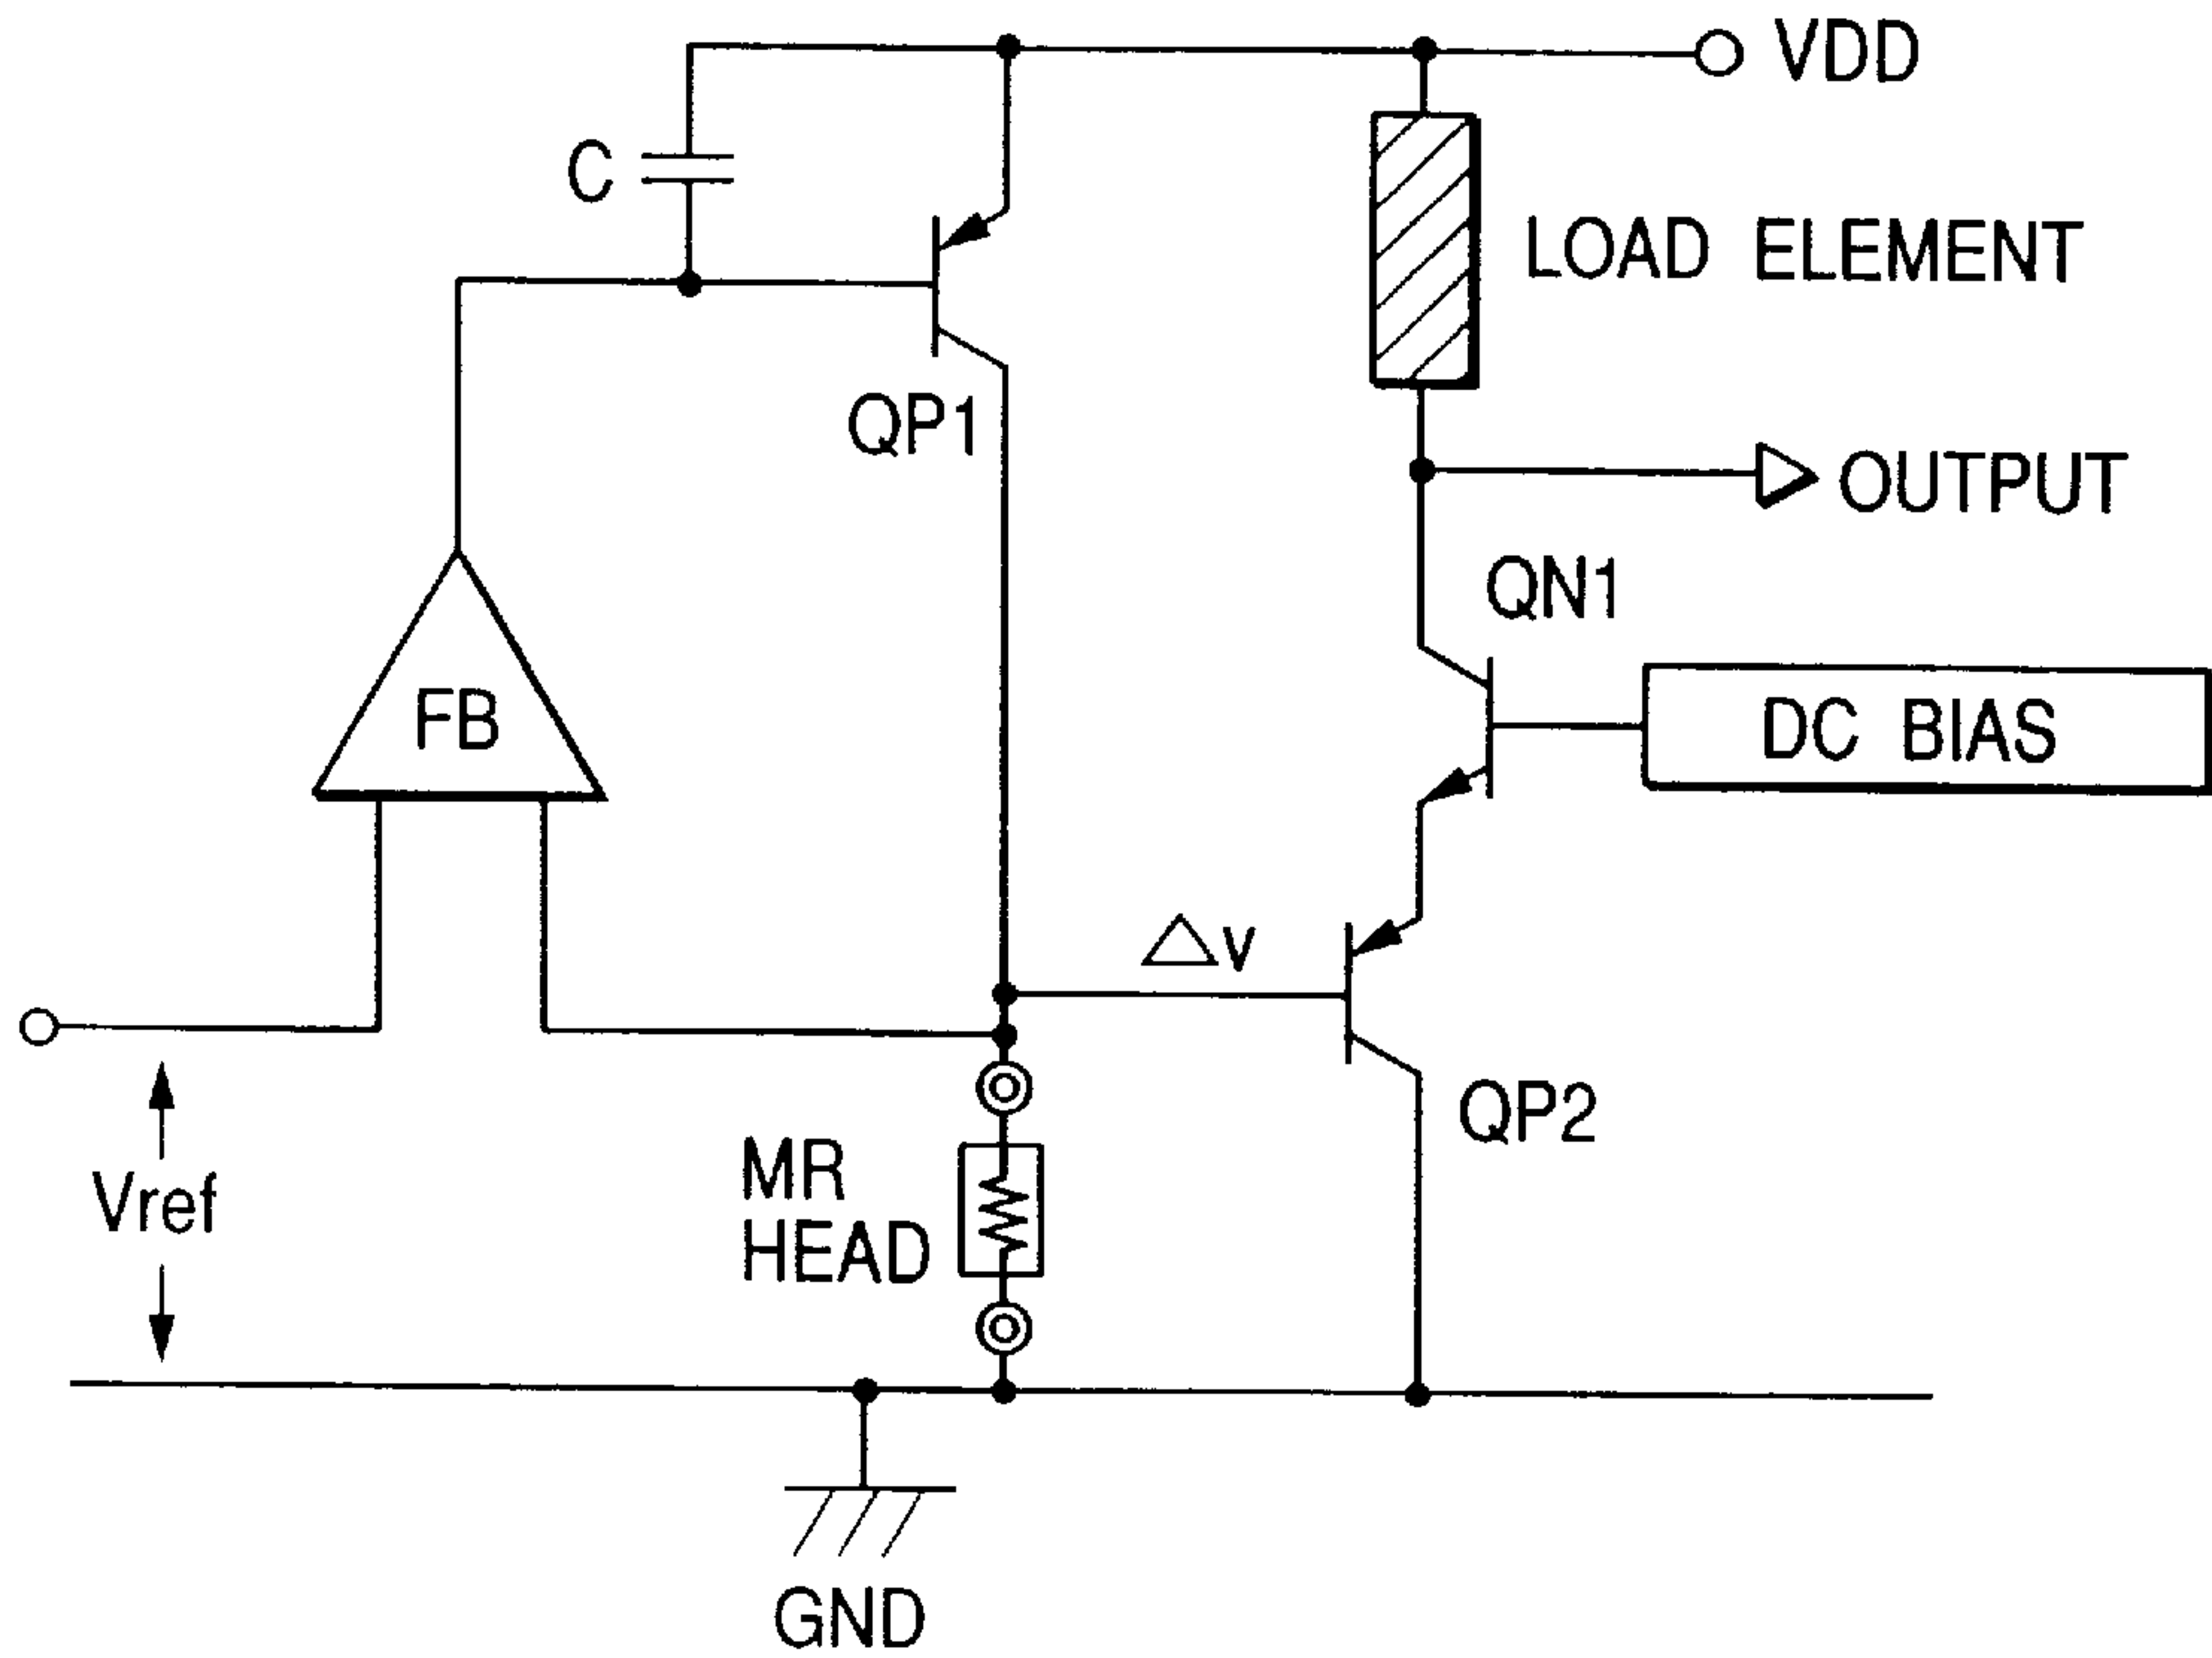 VDD
C
LOAD ELEMENT
QP1
OUTPUT
QN1
FB
DC BIAS
△v
QP2
MR
HEAD
Vref
GND